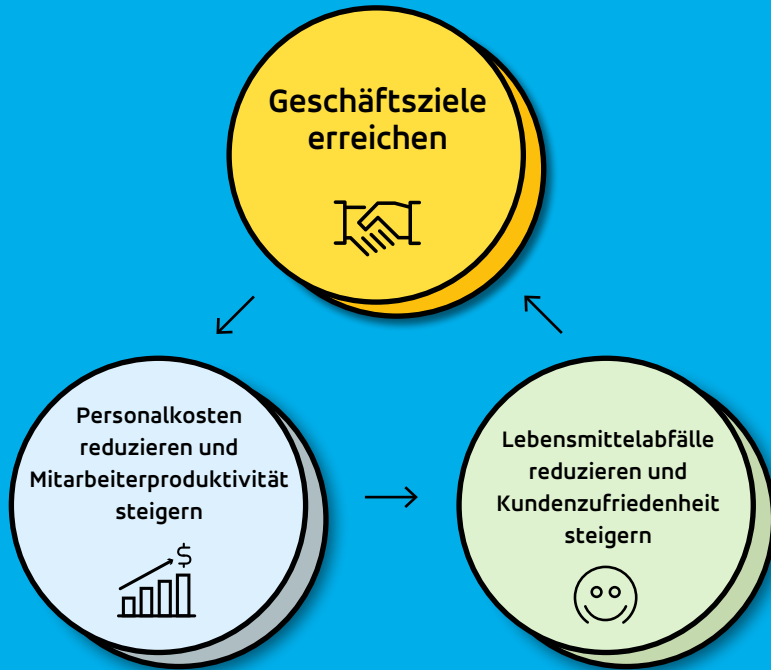 Geschäftsziele
erreichen
Personalkosten
reduzieren und
Mitarbeiterproduktivität
steigern
$
Lebensmittelabfälle
reduzieren und
Kundenzufriedenheit
steigern